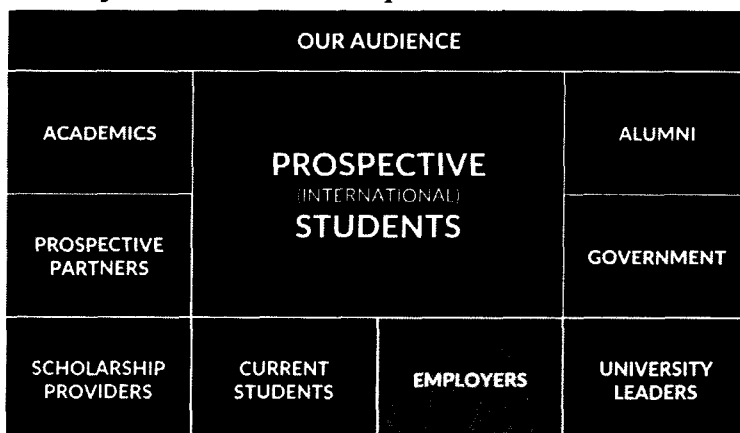 OUR AUDIENCE
ACADEMICS
PROSPECTIVE
(INTERNATIONAL)
STUDENTS
ALUMNI
PROSPECTIVE
PARTNERS
GOVERNMENT
SCHOLARSHIP
PROVIDERS
CURRENT
STUDENTS
EMPLOYERS
UNIVERSITY
LEADERS